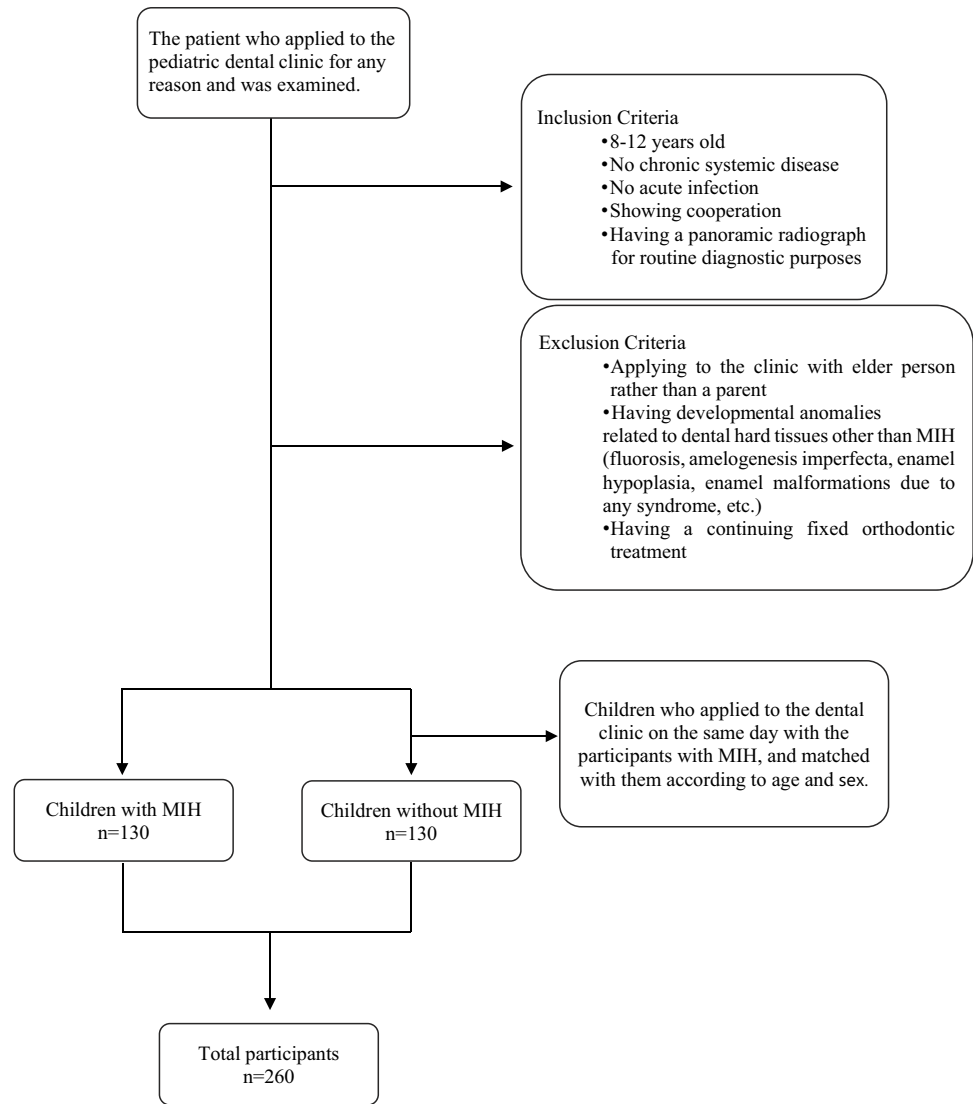 The patient who applied to the
pediatric dental clinic for any
reason and was examined.
Inclusion Criteria
•8-12 years old
•No chronic systemic disease
•No acute infection
•Showing cooperation
•Having a panoramic radiograph
for routine diagnostic purposes
Exclusion Criteria
•Applying to the clinic with elder person
rather than a parent
•Having developmental anomalies
related to dental hard tissues other than MIH
(fluorosis, amelogenesis imperfecta, enamel
hypoplasia, enamel malformations due to
any syndrome, etc.)
•Having a continuing fixed orthodontic
treatment
Children who applied to the dental
clinic on the same day with the
participants with MIH, and matched
with them according to age and sex.
Children with MIH
n=130
Children without MIH
n=130
Total participants
n=260